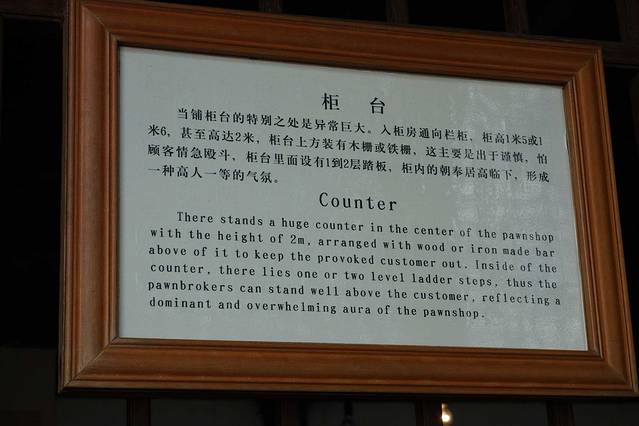 柜 台
当铺柜台的特别之处是异常巨大。入柜房通向栏柜，柜高1米5或1
米6，甚至高达2米，柜台上方装有木栅或铁栅，这主要是出于谨慎，怕
顾客情急殴斗，柜台里面设有1到2层踏板，柜内的朝奉居高临下，形成
一种高人一等的气氛。
Counter
There stands a huge counter in the center of the pawnshop
with the height of 2m, arranged with wood or iron made bar
above of it to keep the provoked customer out. Inside of the
counter, there lies one or two level ladder steps, thus the
pawnbrokers can stand well above the customer, reflecting a
dominant and overwhelming aura of the pawnshop.